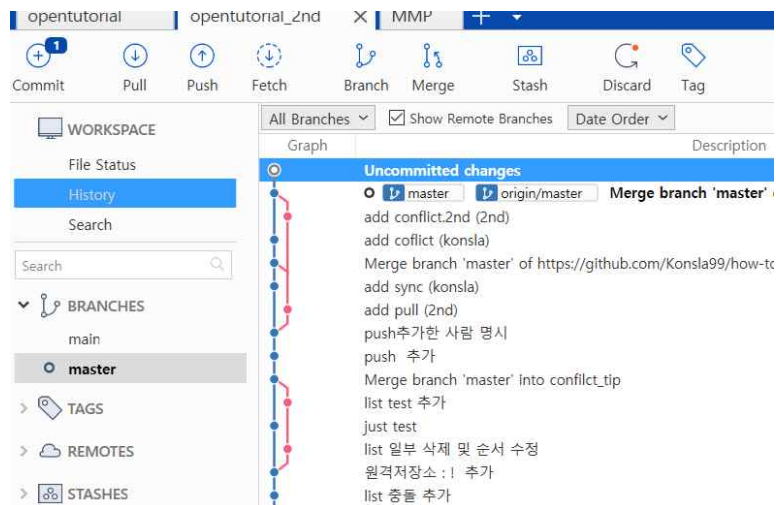 opentutorial opentutorial_2nd MMP
1
Commit Pull Push Fetch Branch Merge Stash Discard Tag
WORKSPACE
File Status
History
Search
Search
BRANCHES
main
master
TAGS
REMOTES
STASHES
All Branches Show Remote Branches Date Order
Graph Description
Uncommitted changes
master origin/master Merge branch 'master'
add conflict.2nd (2nd)
add coflict (konsla)
Merge branch 'master' of https://github.com/Konsla99/how-to
add sync (konsla)
add pull (2nd)
push추가한 사람 명시
push 추가
Merge branch 'master' into confilct_tip
list test 추가
just test
list 일부 삭제 및 순서 수정
원격저장소 : ! 추가
list 충돌 추가